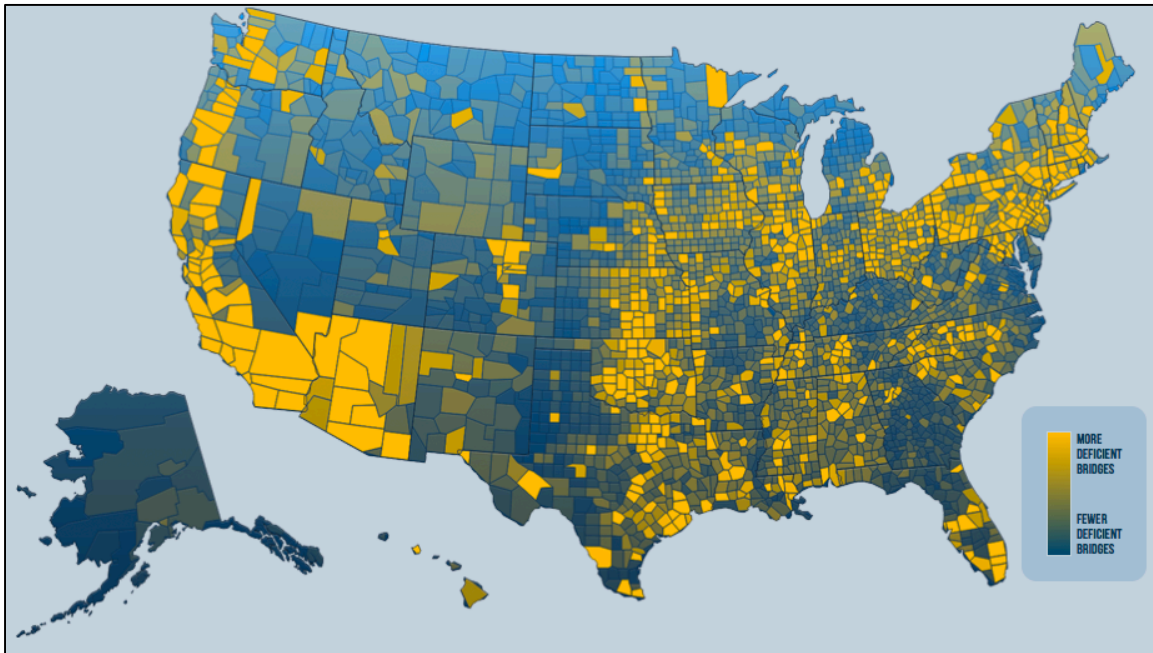 MORE
DEFICIENT
BRIDGES
FEWER
DEFICIENT
BRIDGES